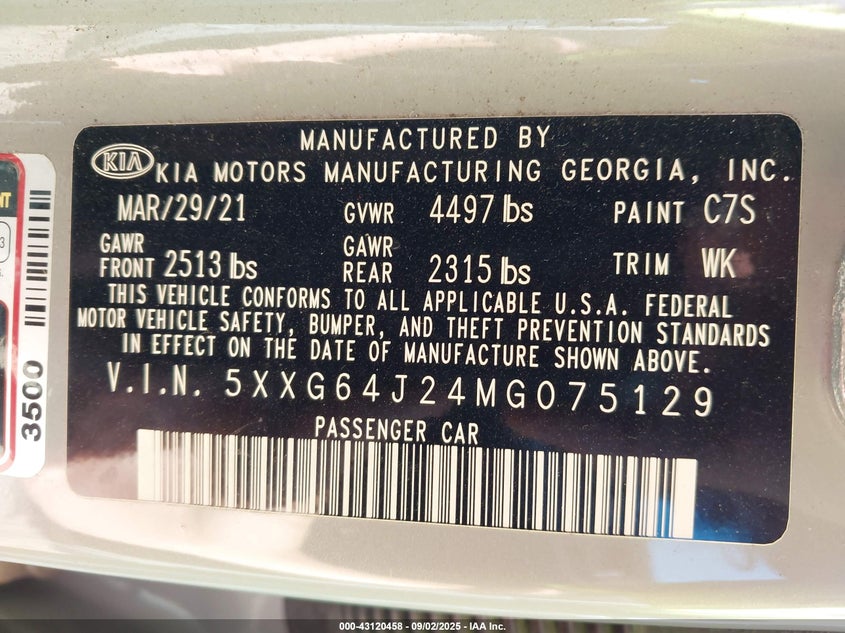 MANUFACTURED BY
KIA KIA MOTORS MANUFACTURING GEORGIA, INC.
MAR/29/21 GVWR 4497 lbs PAINT C7S
GAWR FRONT 2513 lbs GAWR REAR 2315 lbs TRIM WK
THIS VEHICLE CONFORMS TO ALL APPLICABLE U.S.A. FEDERAL
MOTOR VEHICLE SAFETY, BUMPER, AND THEFT PREVENTION STANDARDS
IN EFFECT ON THE DATE OF MANUFACTURE SHOWN ABOVE.
V.I.N. 5XXG64J24MG075129
PASSENGER CAR
3500
000-43120458 - 09/02/2025 - IAA Inc.